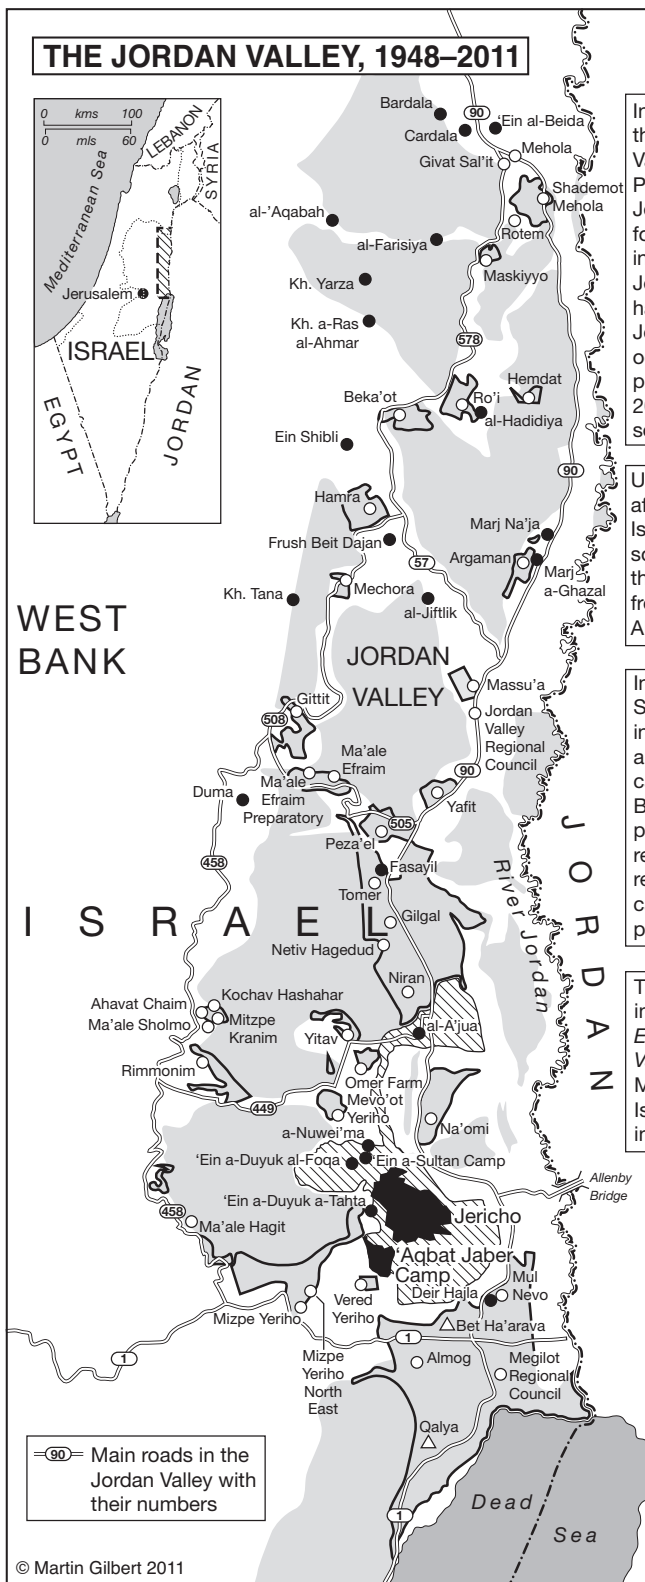 THE JORDAN VALLEY, 1948–2011
0 kms 100
0 mls 60
LEBANON
SYRIA
Mediterranean Sea
Jerusalem
ISRAEL
JORDAN
EGYPT
Bardala
90
'Ein al-Beida
Cardala
Mehola
Givat Sal'it
Shademot
Mehola
al-'Aqabah
Rotem
al-Farisiya
Maskiyyo
Kh. Yarza
Kh. a-Ras
al-Ahmar
578
Hemdat
Beka'ot
Ro'i
al-Hadidiya
Ein Shibli
90
Hamra
Marj Na'ja
Frush Beit Dajan
57
Argaman
Marj
a-Ghazal
Kh. Tana
Mechora
al-Jiftlik
WEST
BANK
JORDAN
VALLEY
Massu'a
Gittit
508
Jordan
Valley
Regional
Council
Ma'ale
Efraim
90
Ma'ale
Efraim
Preparatory
Duma
Yafit
505
Peza'el
458
Fasayil
Tomer
River Jordan
JORDAN
ISRAEL
Gilgal
Netiv Hagedud
Niran
Kochav Hashahar
Ahavat Chaim
Ma'ale Sholmo
Mitzpe
Kranim
Yitav
al-A'jua
Rimmonim
Omer Farm
449
Mevo'ot
Yeriho
Na'omi
a-Nuwei'ma
'Ein a-Duyuk al-Foqa
'Ein a-Sultan Camp
Allenby
Bridge
'Ein a-Duyuk a-Tahta
458
Ma'ale Hagit
Jericho
'Aqbat Jaber
Camp
Mul
Nevo
Deir Hajla
Vered
Yeriho
Mizpe Yeriho
Bet Ha'arava
1
1
Mizpe
Yeriho
North
East
Almog
Megilot
Regional
Council
Qalya
90 Main roads in the
Jordan Valley with
their numbers
1
Dead
Sea
© Martin Gilbert 2011